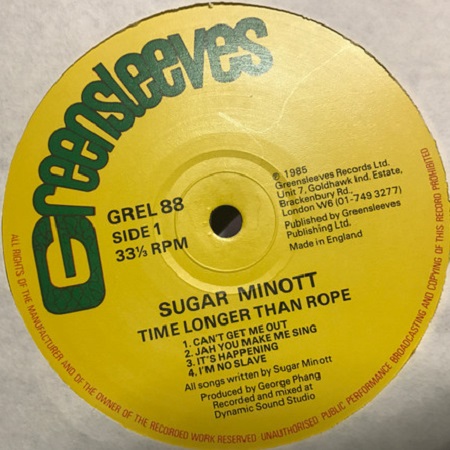 Greensleeves
GREL 88
SIDE 1
33⅓ RPM
℗ 1985
Greensleeves Records Ltd.
Unit 7, Goldhawk Ind. Estate,
Brackenbury Rd.,
London W6 (01-749 3277)
Published by Greensleeves
Publishing Ltd.
Made in England
SUGAR MINOTT
TIME LONGER THAN ROPE
1. CAN'T GET ME OUT
2. JAH YOU MAKE ME SING
3. IT'S HAPPENING
4. I'M NO SLAVE
All songs written by Sugar Minott
Produced by George Phang
Recorded and mixed at
Dynamic Sound Studio
ALL RIGHTS OF THE MANUFACTURER AND OF THE OWNER OF THE RECORDED WORK RESERVED UNAUTHORISED PUBLIC PERFORMANCE BROADCASTING AND COPYING OF THIS RECORD PROHIBITED